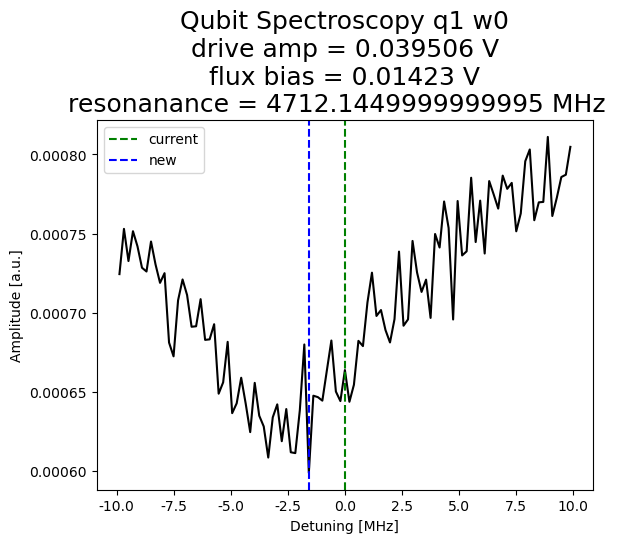 Qubit Spectroscopy q1 w0
drive amp = 0.039506 V
flux bias = 0.01423 V
resonanance = 4712.1449999999995 MHz
current
new
0.00080
0.00075
0.00070
0.00065
0.00060
Amplitude [a.u.]
-10.0 -7.5 -5.0 -2.5 0.0 2.5 5.0 7.5 10.0
Detuning [MHz]